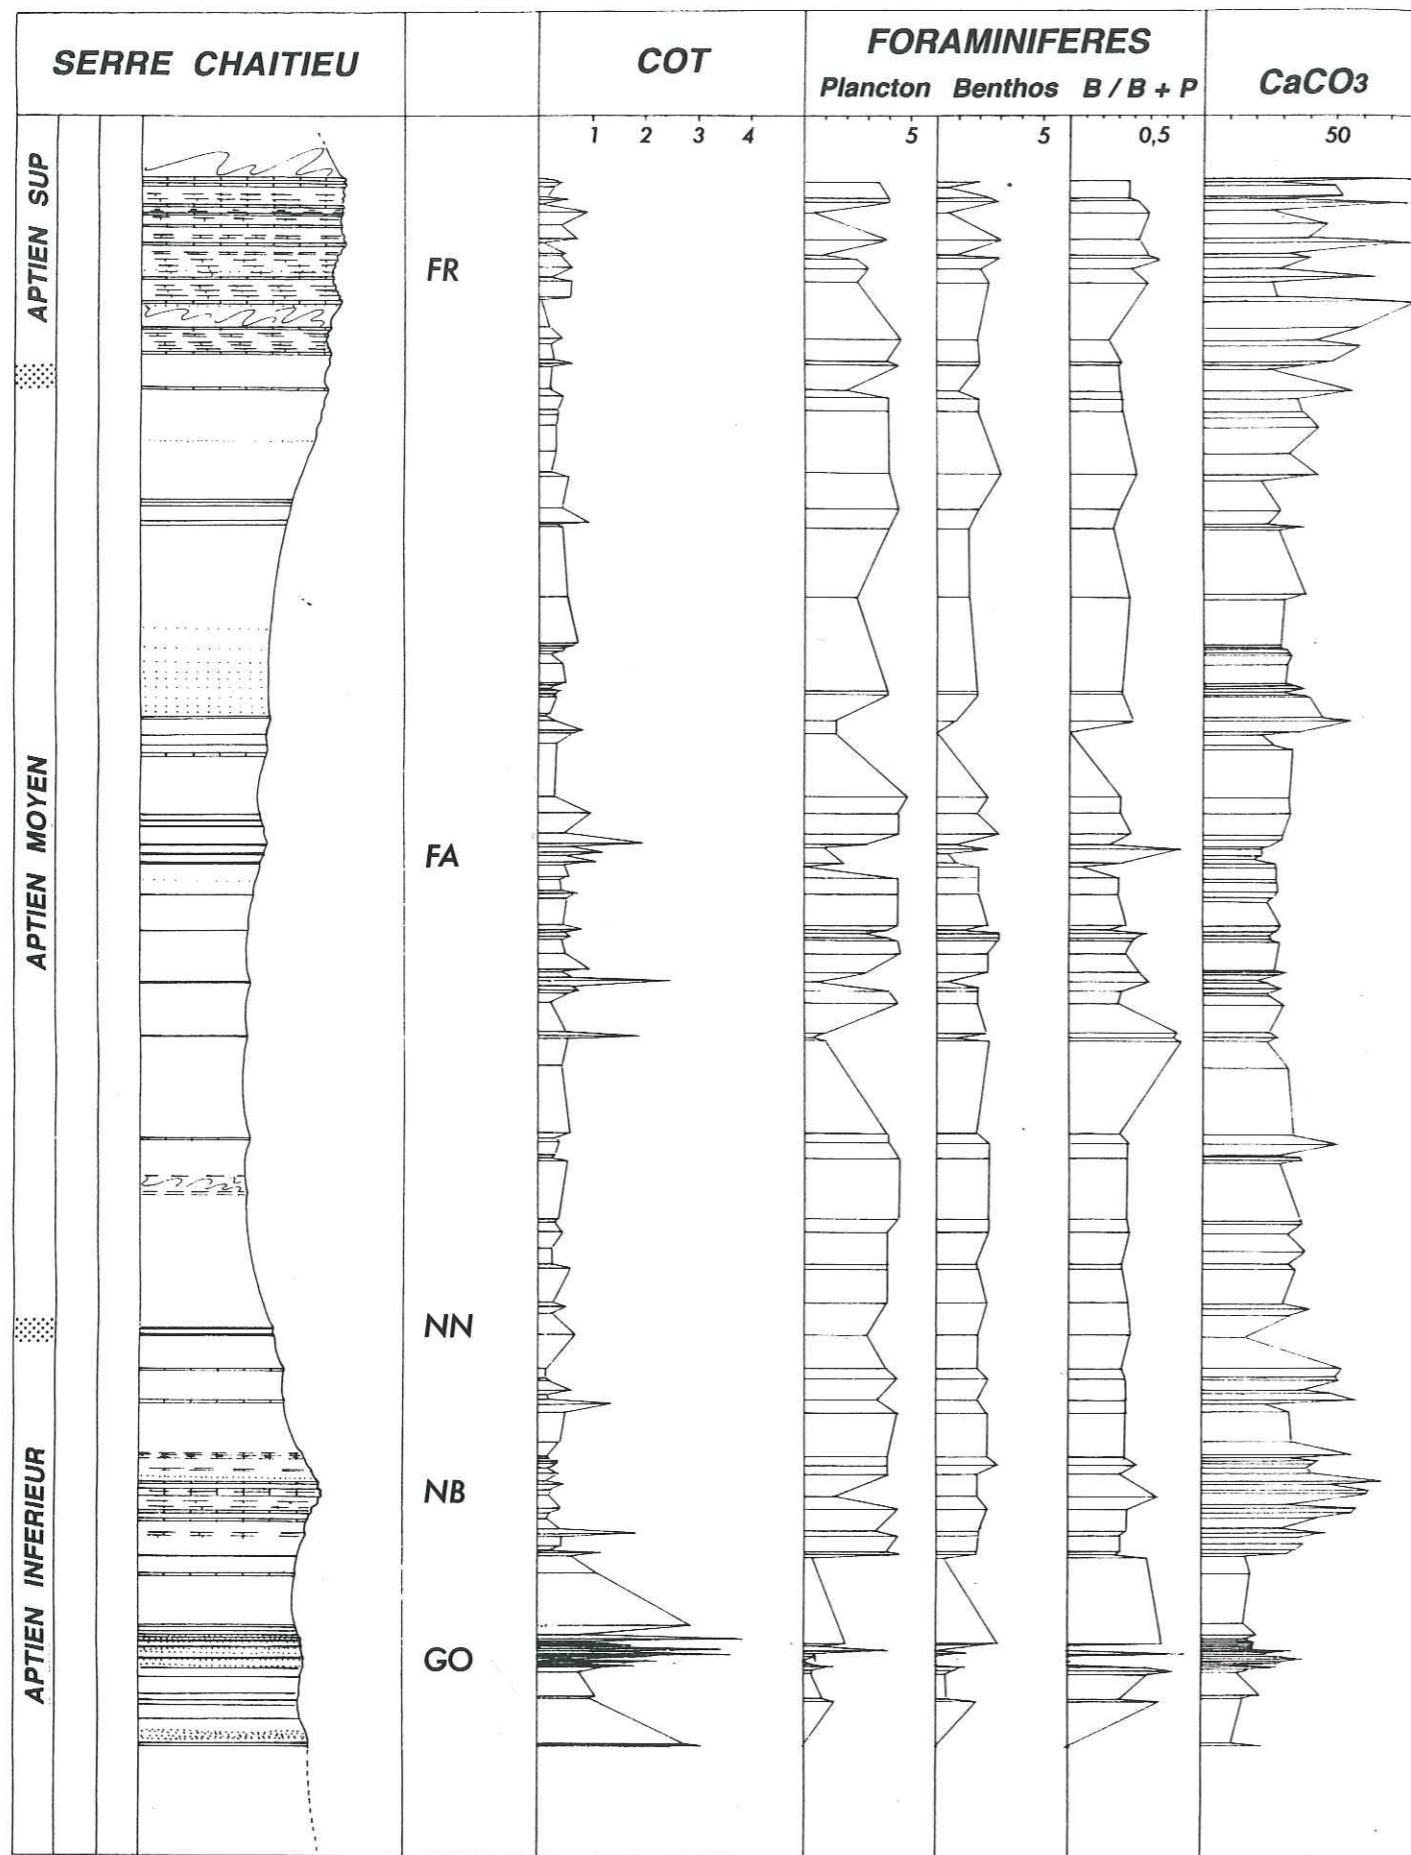 SERRE CHAITIEU
COT
FORAMINIFERES
Plancton Benthos B / B + P
CaCO3
1 2 3 4
5
5
0,5
50
APTIEN SUP
FR
APTIEN MOYEN
FA
NN
APTIEN INFERIEUR
NB
GO